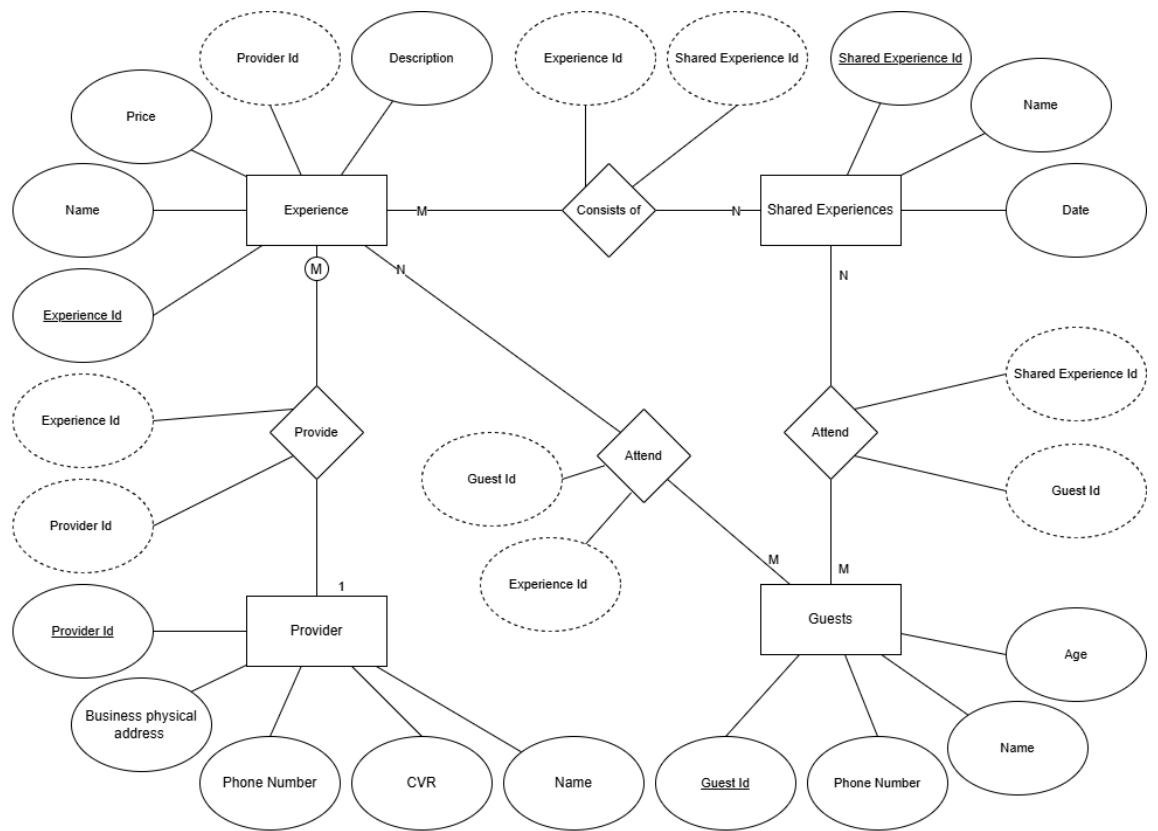 Provider Id
Description
Experience Id
Shared Experience Id
Shared Experience Id
Price
Name
Name
Experience
M
Consists of
N
Shared Experiences
Date
M
N
N
Experience Id
Shared Experience Id
Experience Id
Provide
Attend
Attend
Guest Id
Guest Id
Provider Id
Experience Id
M
M
1
Provider Id
Provider
Guests
Age
Business physical
address
Name
Phone Number
CVR
Name
Guest Id
Phone Number